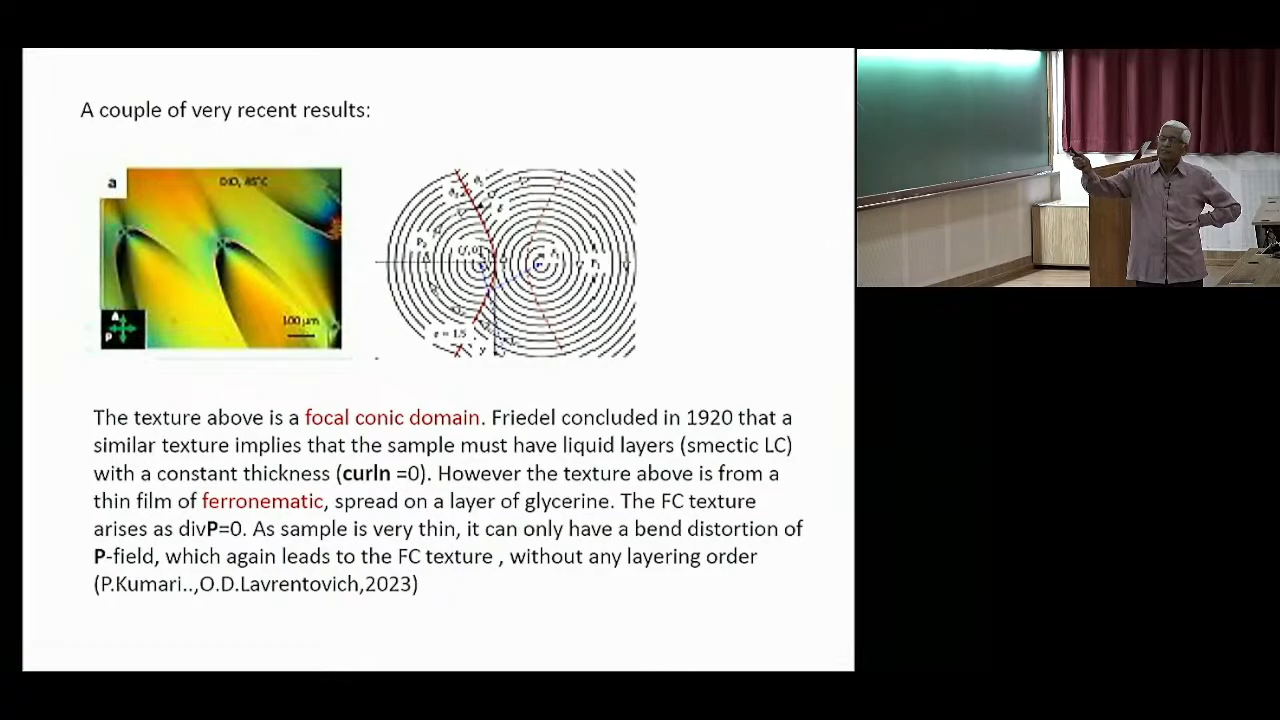 A couple of very recent results:
a
DIO, 45°C
A
P
100 µm
e = 1.5
y
The texture above is a focal conic domain. Friedel concluded in 1920 that a
similar texture implies that the sample must have liquid layers (smectic LC)
with a constant thickness (curln =0). However the texture above is from a
thin film of ferronematic, spread on a layer of glycerine. The FC texture
arises as divP=0. As sample is very thin, it can only have a bend distortion of
P-field, which again leads to the FC texture , without any layering order
(P.Kumari..,O.D.Lavrentovich,2023)